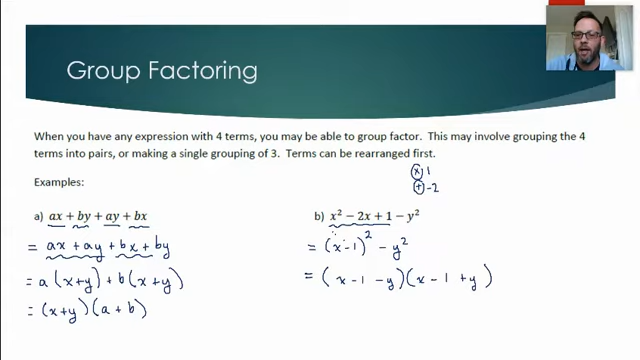 Group Factoring
When you have any expression with 4 terms, you may be able to group factor. This may involve grouping the 4
terms into pairs, or making a single grouping of 3. Terms can be rearranged first.
Examples:
a) ax + by + ay + bx
= ax + ay + bx + by
= a(x+y) + b(x+y)
= (x+y)(a + b)
× 1
+ -2
b) x² − 2x + 1 − y²
= (x-1)² - y²
= (x-1-y)(x-1+y)